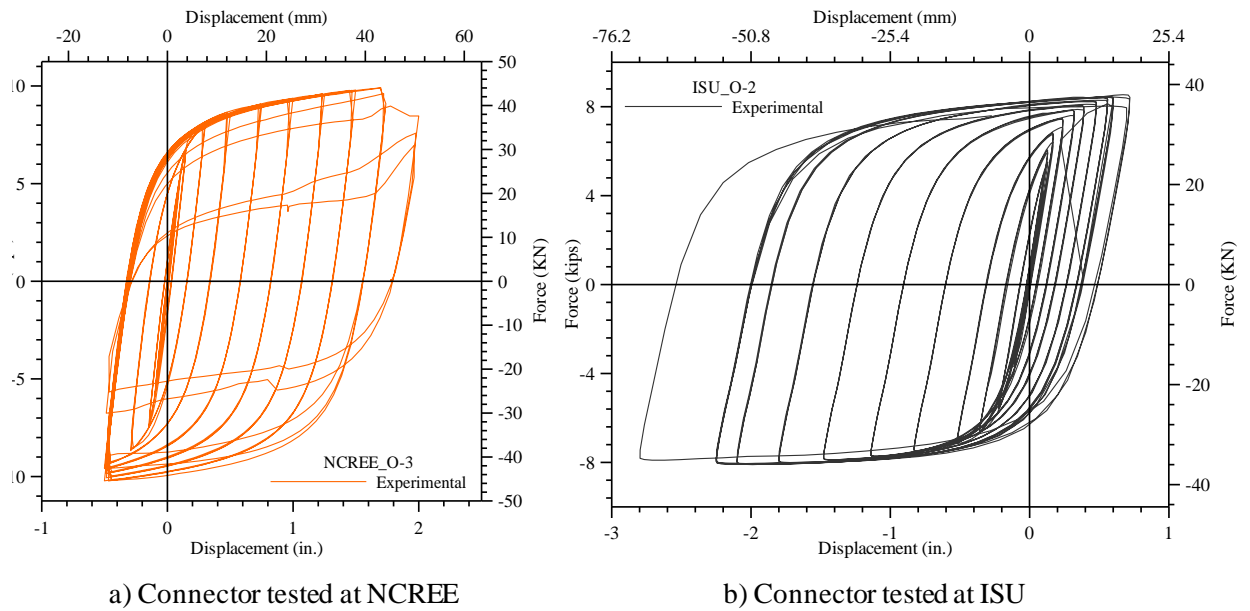 Displacement (mm)
-20 0 20 40 60
Displacement (mm)
-76.2 -50.8 -25.4 0 25.4
10
5
0
-5
10
50
40
30
20
10
0
-10
-20
-30
-40
-50
Force (KN)
NCREE_O-3
Experimental
-1 0 1 2
Displacement (in.)
8
4
0
-4
-8
Force (kips)
ISU_O-2
Experimental
40
20
0
-20
-40
Force (KN)
-3 -2 -1 0 1
Displacement (in.)
a) Connector tested at NCREE
b) Connector tested at ISU